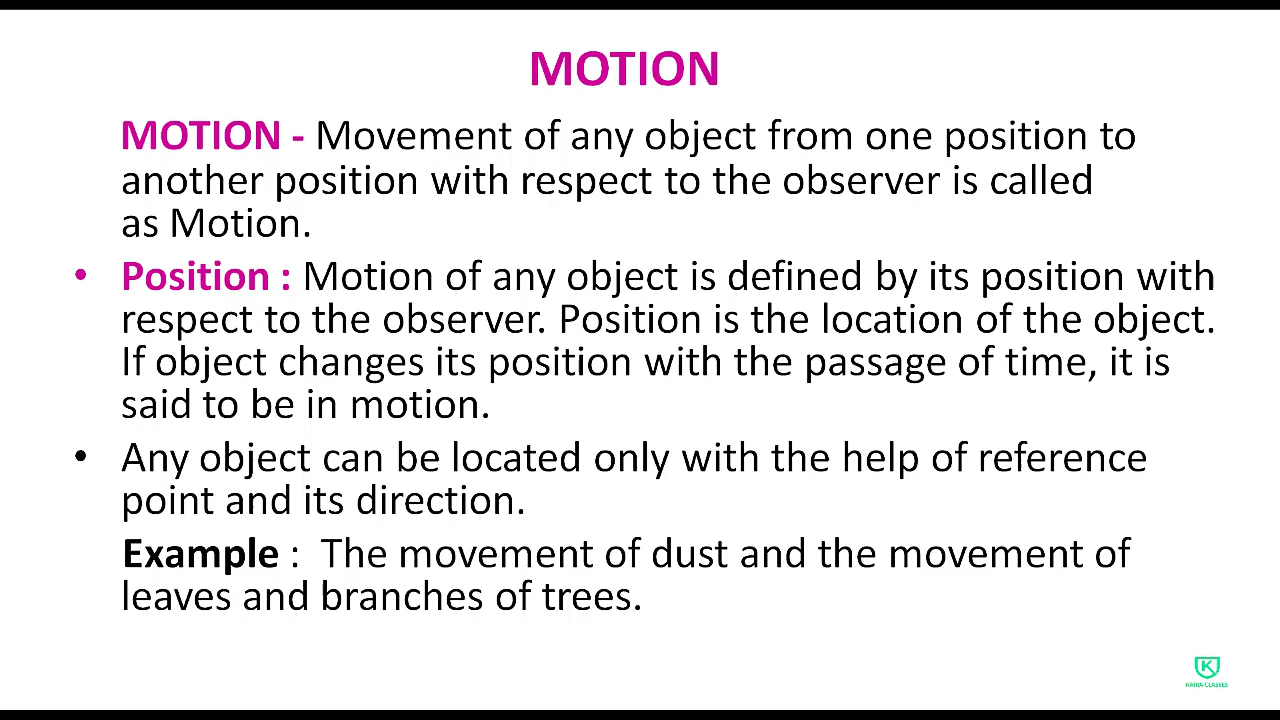 MOTION
MOTION - Movement of any object from one position to
another position with respect to the observer is called
as Motion.
• Position : Motion of any object is defined by its position with
respect to the observer. Position is the location of the object.
If object changes its position with the passage of time, it is
said to be in motion.
• Any object can be located only with the help of reference
point and its direction.
Example :  The movement of dust and the movement of
leaves and branches of trees.
K
CLASSES